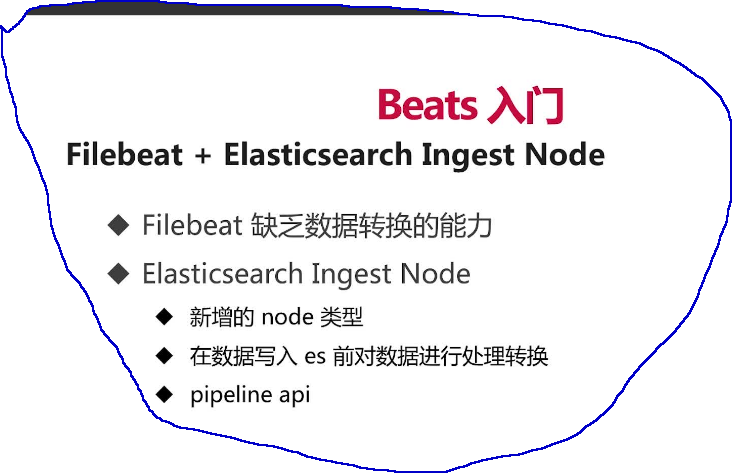 Beats 入门
Filebeat + Elasticsearch Ingest Node
◆ Filebeat 缺乏数据转换的能力
◆ Elasticsearch Ingest Node
◆ 新增的 node 类型
◆ 在数据写入 es 前对数据进行处理转换
◆ pipeline api